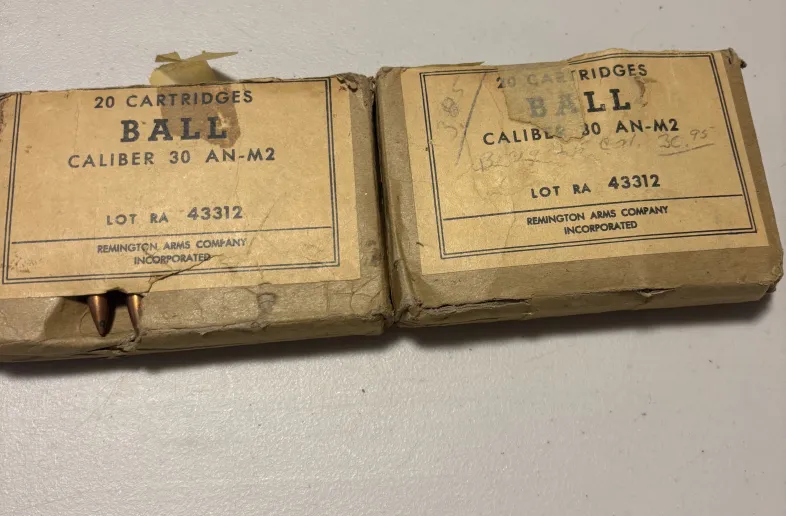 20 CARTRIDGES
BALL
CALIBER 30 AN-M2
LOT RA 43312
REMINGTON ARMS COMPANY
INCORPORATED
20 CARTRIDGES
BALL
CALIBER 30 AN-M2
LOT RA 43312
REMINGTON ARMS COMPANY
INCORPORATED